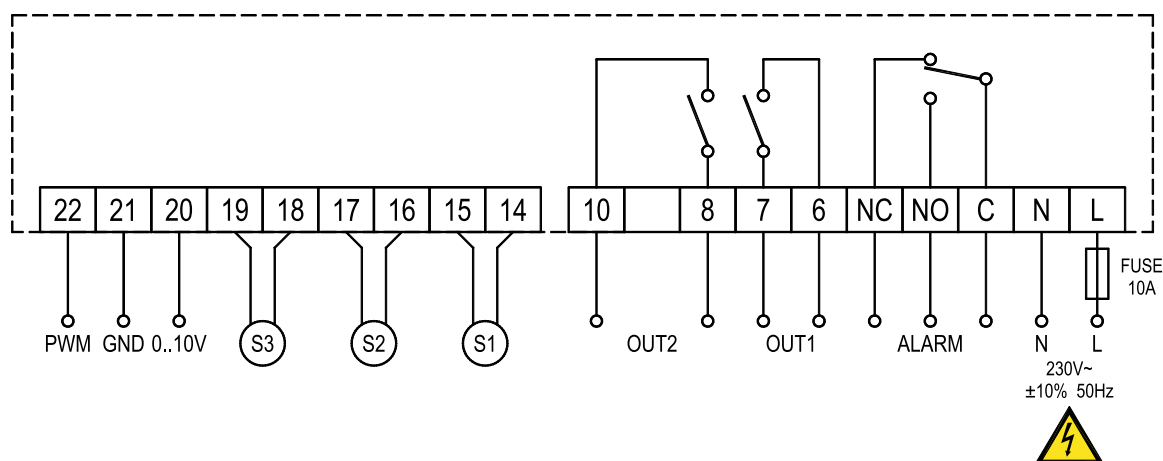 22 21 20 19 18 17 16 15 14 10 8 7 6 NC NO C N L
FUSE
10A
PWM GND 0..10V S3 S2 S1 OUT2 OUT1 ALARM N L
230V~
±10% 50Hz